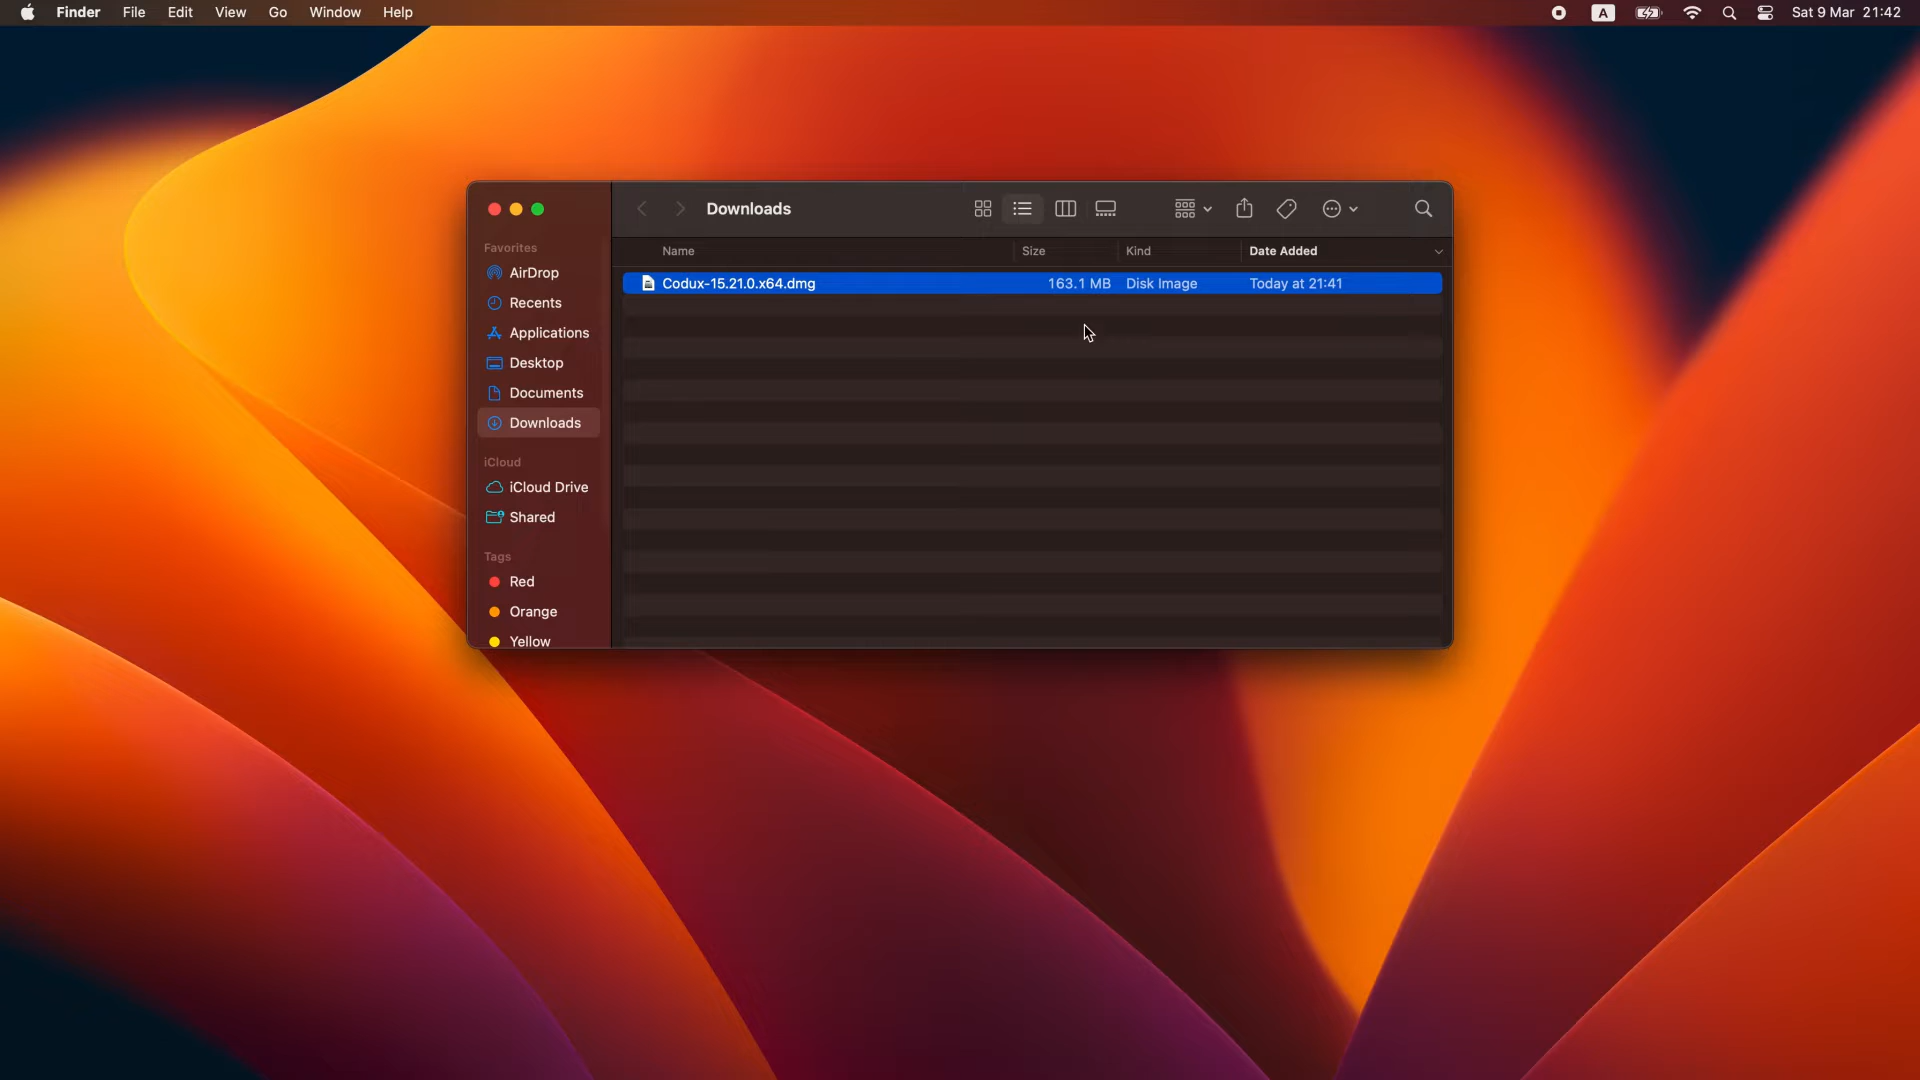 Finder File Edit View Go Window Help A Sat 9 Mar 21:42
Downloads
Favorites
AirDrop
Recents
Applications
Desktop
Documents
Downloads
iCloud
iCloud Drive
Shared
Tags
Red
Orange
Yellow
Name Size Kind Date Added
Codux-15.21.0.x64.dmg 163.1 MB Disk Image Today at 21:41